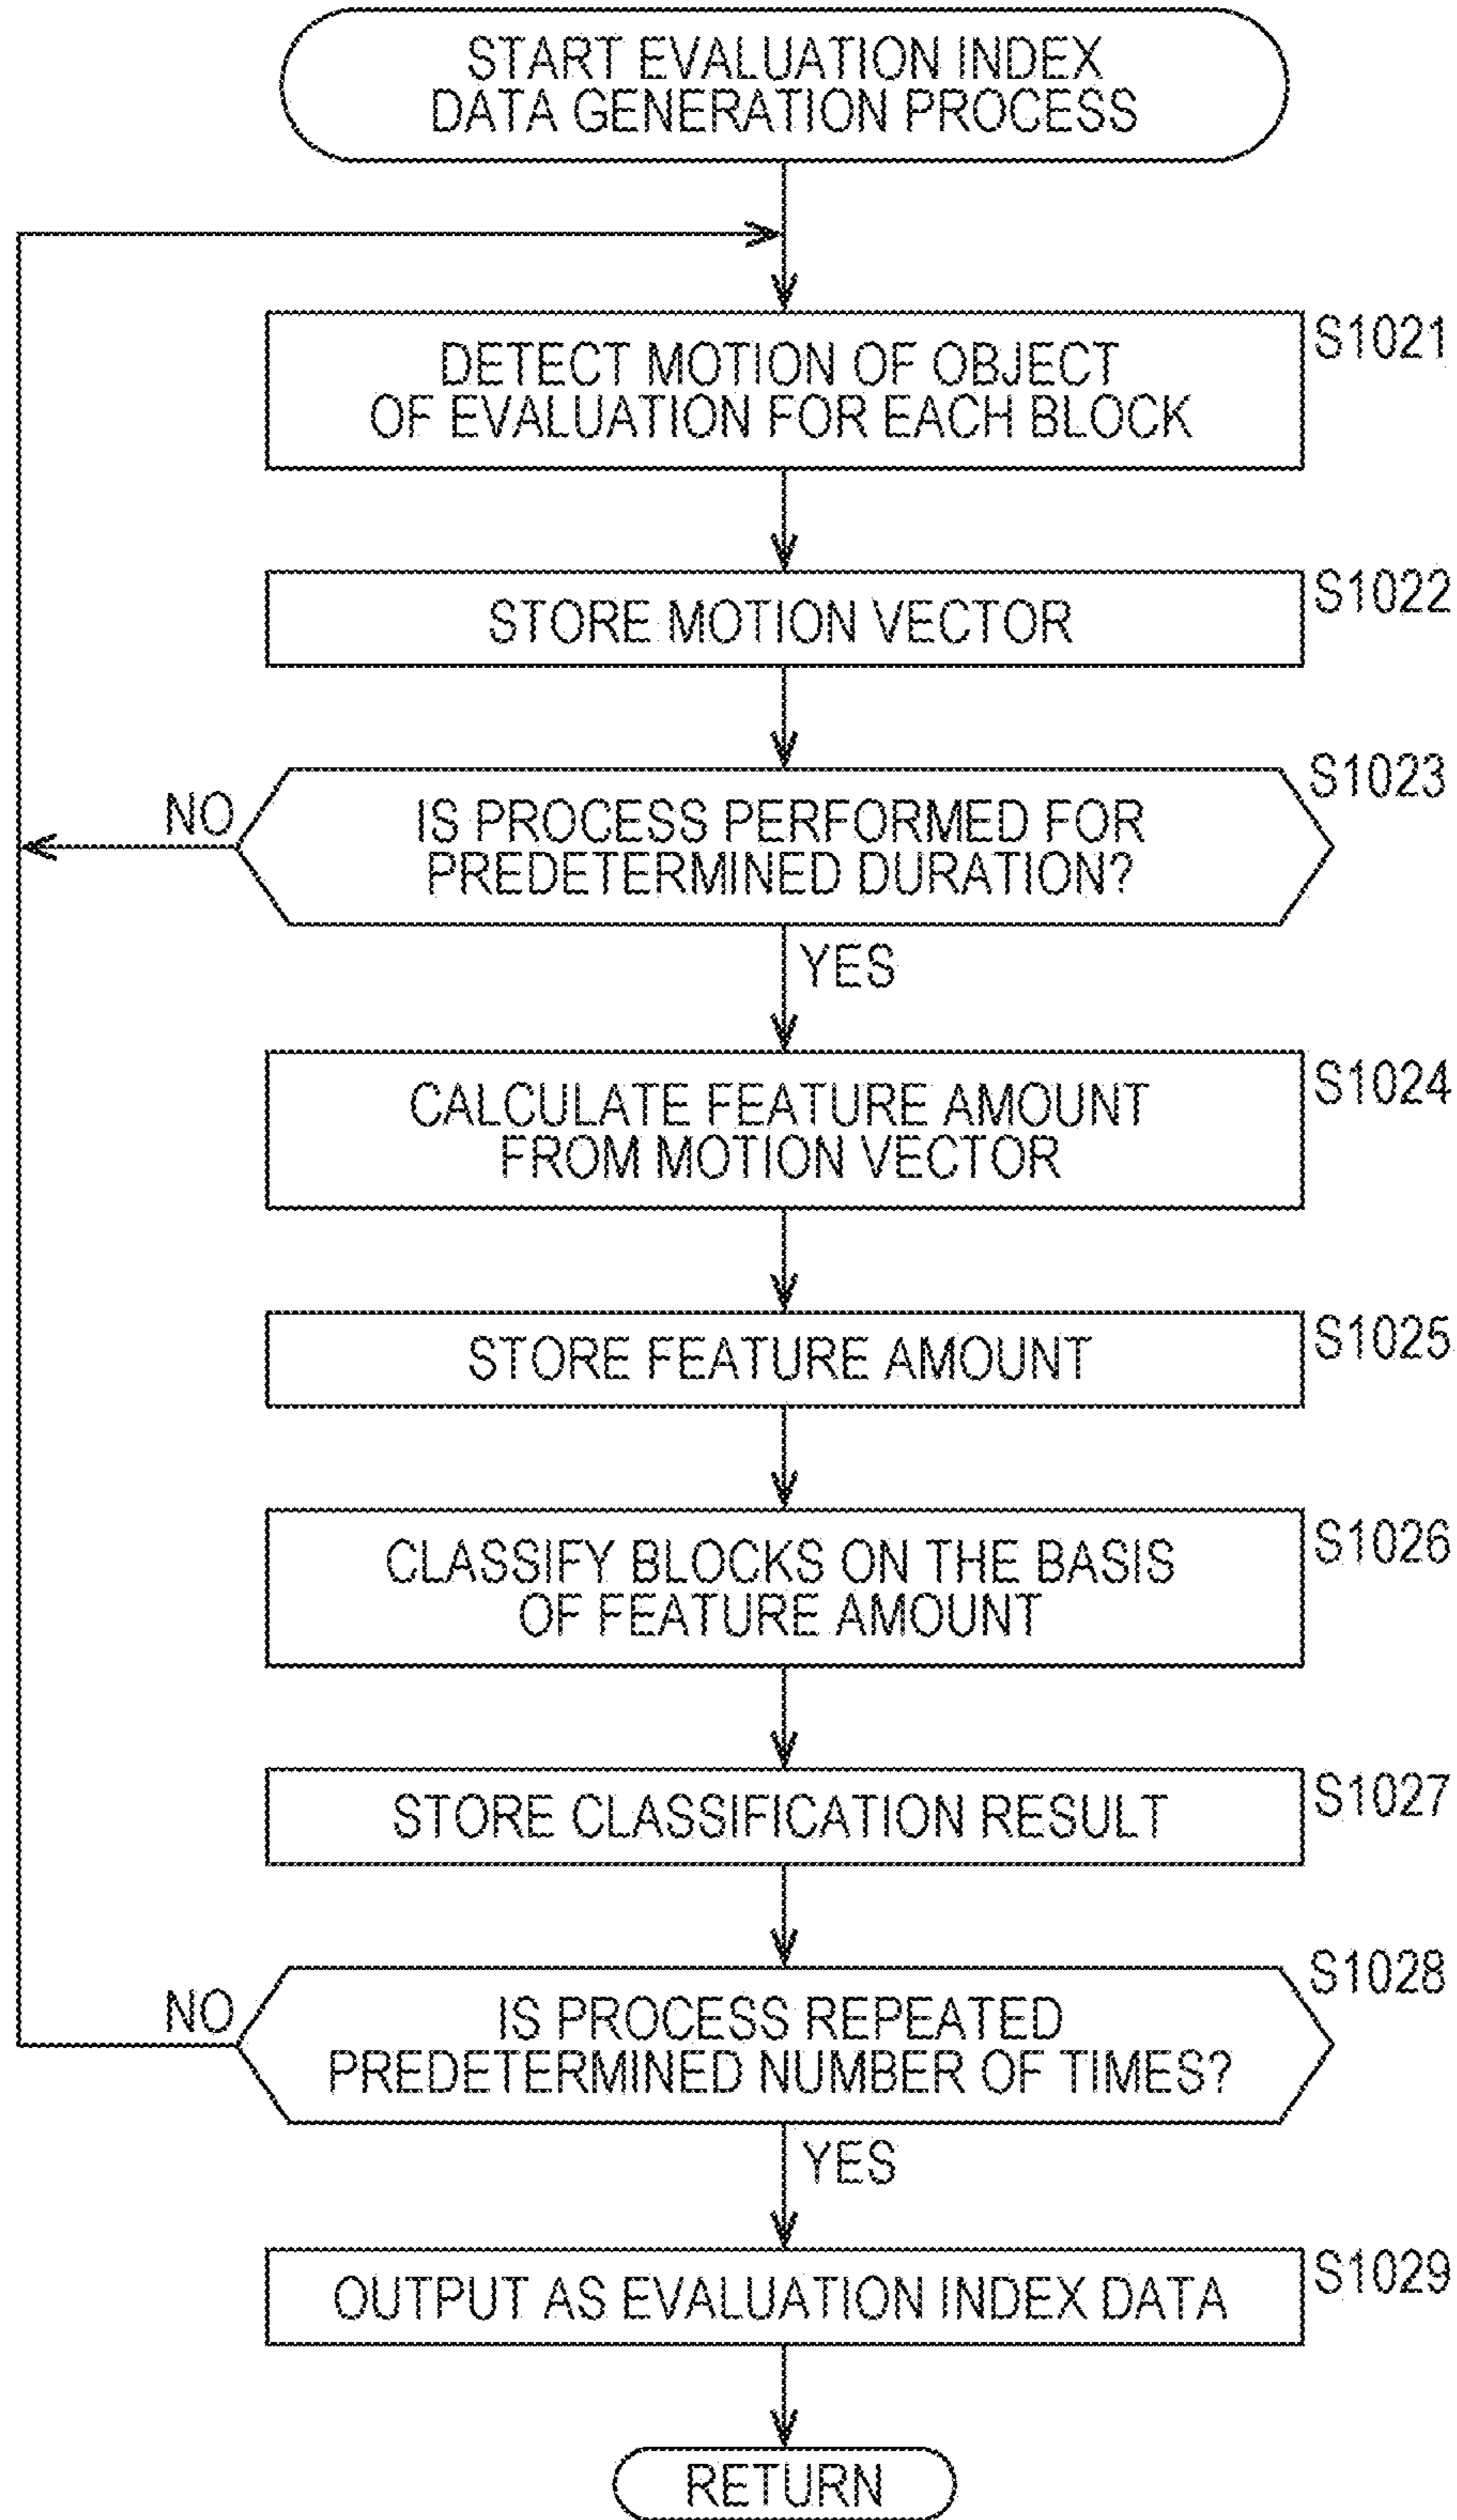 START EVALUATION INDEX
DATA GENERATION PROCESS
S1021
DETECT MOTION OF OBJECT
OF EVALUATION FOR EACH BLOCK
S1022
STORE MOTION VECTOR
S1023
NO
IS PROCESS PERFORMED FOR
PREDETERMINED DURATION?
YES
S1024
CALCULATE FEATURE AMOUNT
FROM MOTION VECTOR
S1025
STORE FEATURE AMOUNT
S1026
CLASSIFY BLOCKS ON THE BASIS
OF FEATURE AMOUNT
S1027
STORE CLASSIFICATION RESULT
S1028
NO
IS PROCESS REPEATED
PREDETERMINED NUMBER OF TIMES?
YES
S1029
OUTPUT AS EVALUATION INDEX DATA
RETURN